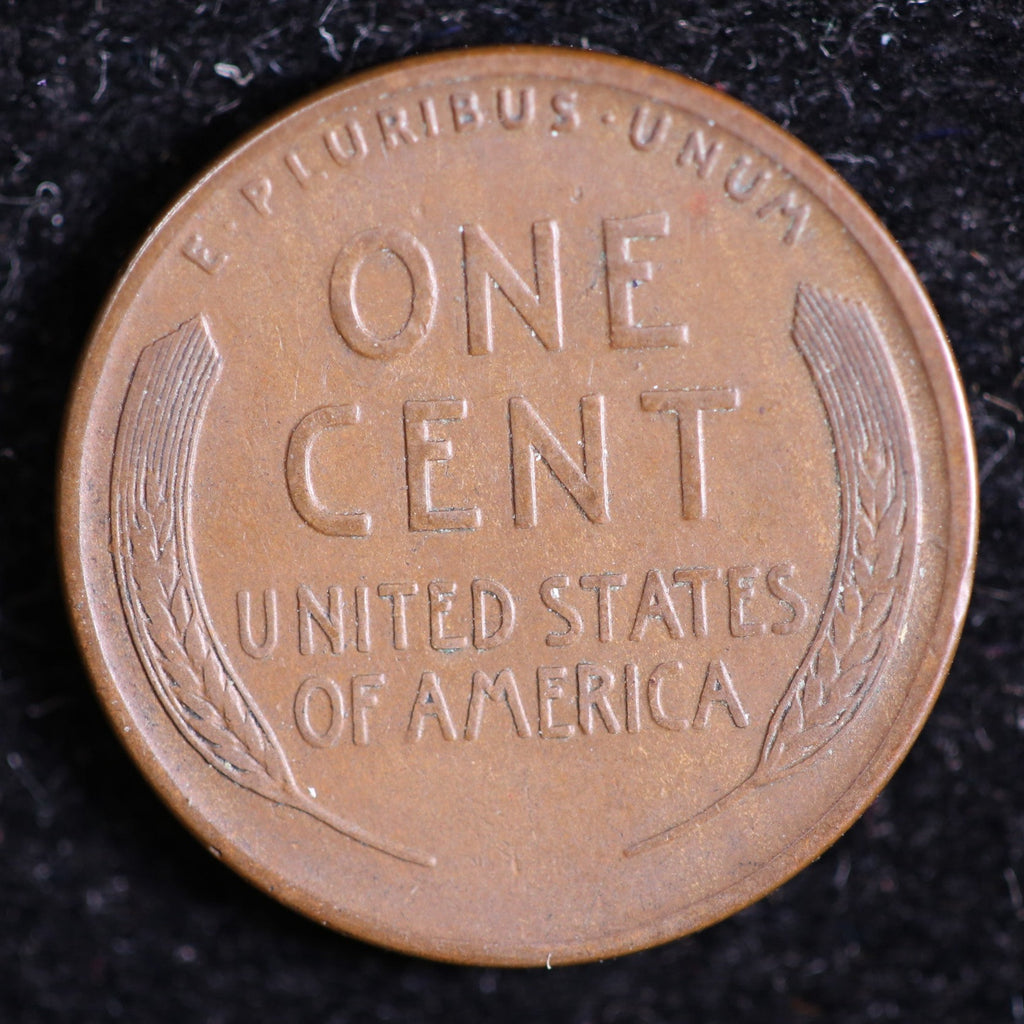 E · PLURIBUS · UNUM
ONE
CENT
UNITED STATES
OF AMERICA